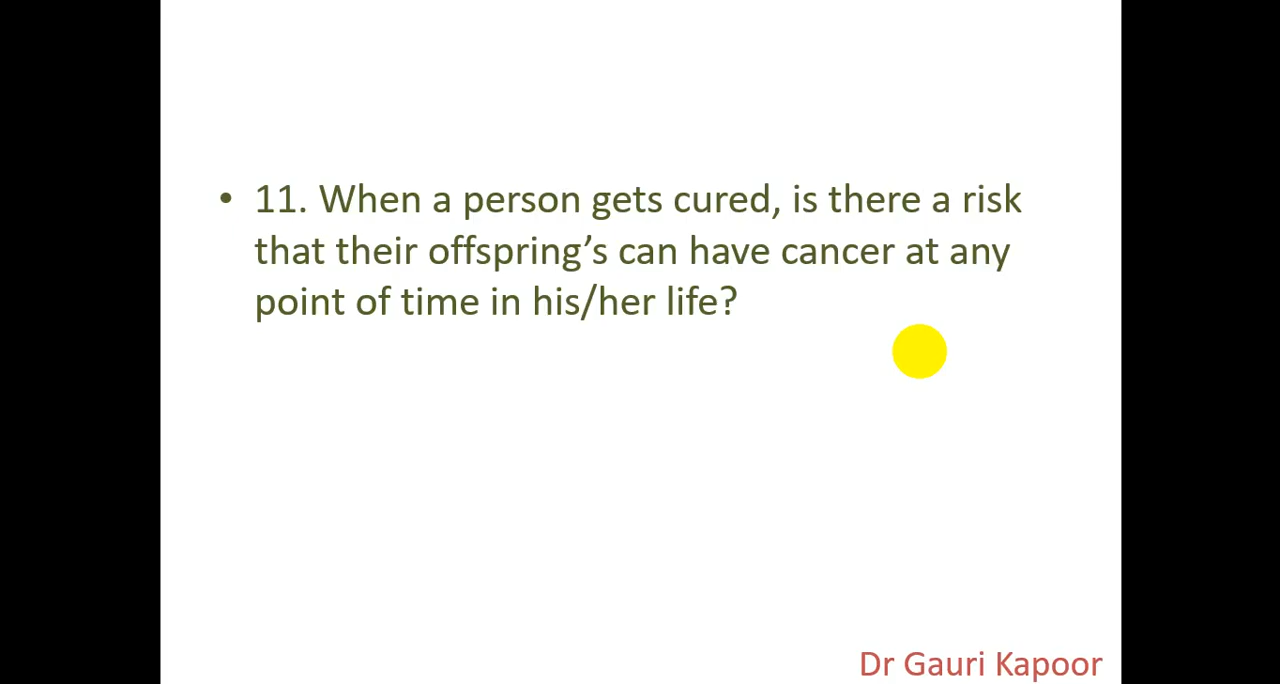 • 11. When a person gets cured, is there a risk
that their offspring’s can have cancer at any
point of time in his/her life?
Dr Gauri Kapoor